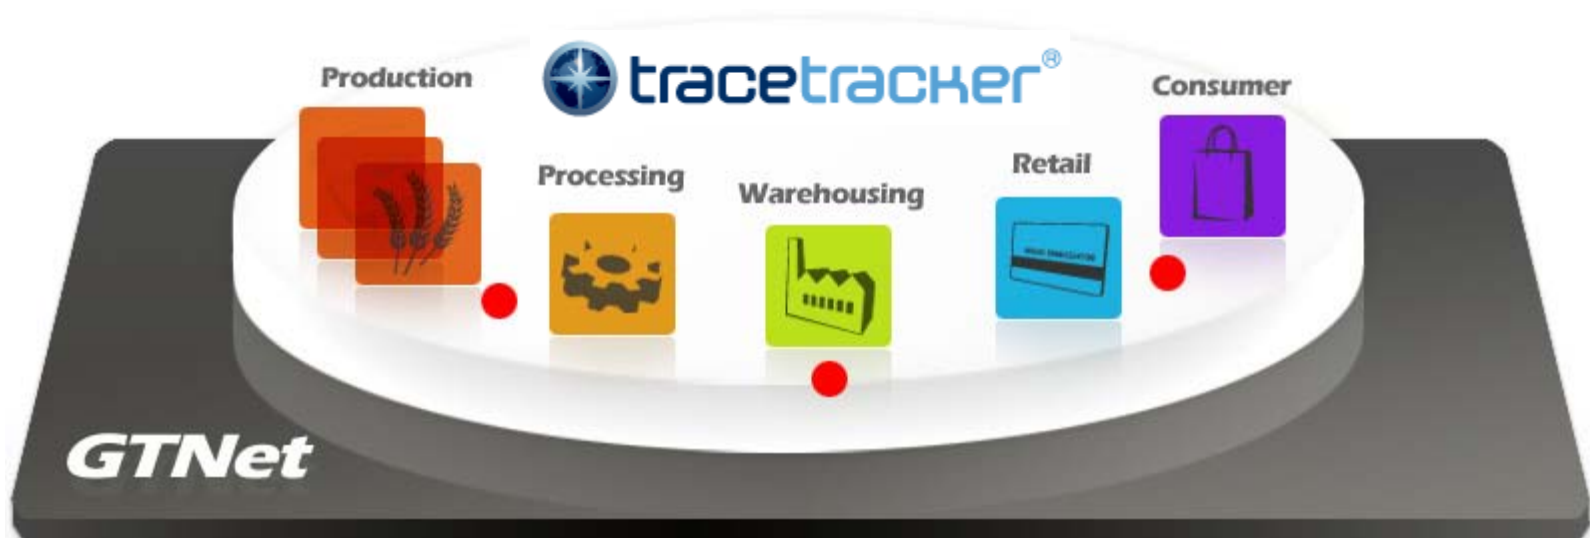 tracetracker®
Production
Processing
Warehousing
Retail
Consumer
GTNet